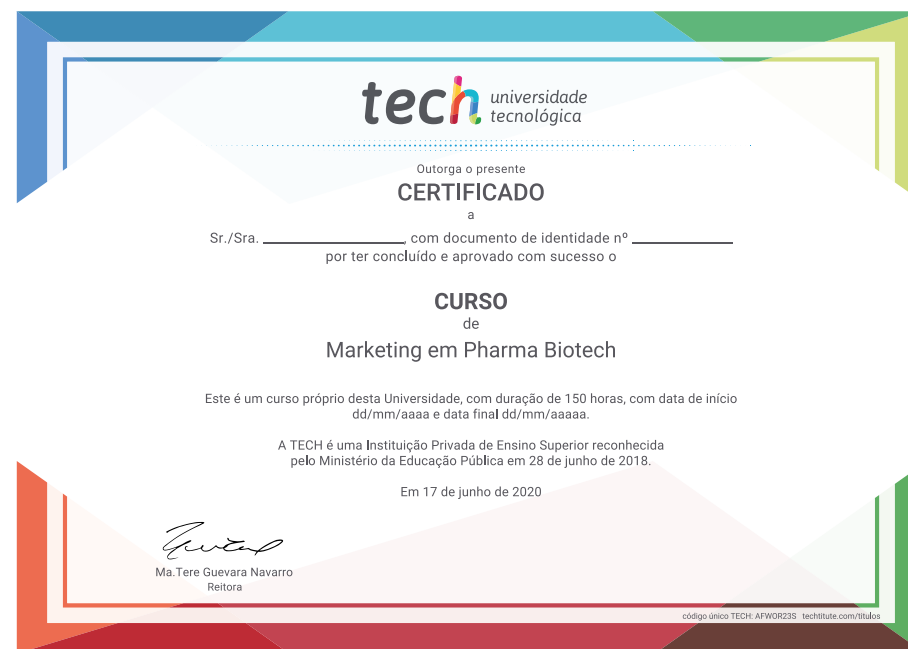 tech universidade
tecnológica
Outorga o presente
CERTIFICADO
a
Sr./Sra. ________________, com documento de identidade nº ____________
por ter concluído e aprovado com sucesso o
CURSO
de
Marketing em Pharma Biotech
Este é um curso próprio desta Universidade, com duração de 150 horas, com data de início
dd/mm/aaaa e data final dd/mm/aaaaa.
A TECH é uma Instituição Privada de Ensino Superior reconhecida
pelo Ministério da Educação Pública em 28 de junho de 2018.
Em 17 de junho de 2020
Ma.Tere Guevara Navarro
Reitora
código único TECH: AFWOR23S techtitute.com/titulos